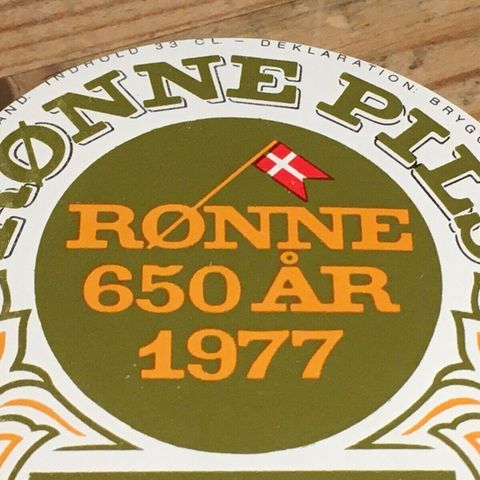 INDHOLD 33 CL. – DEKLARATION:
RØNNE PILS
RØNNE
650 ÅR
1977